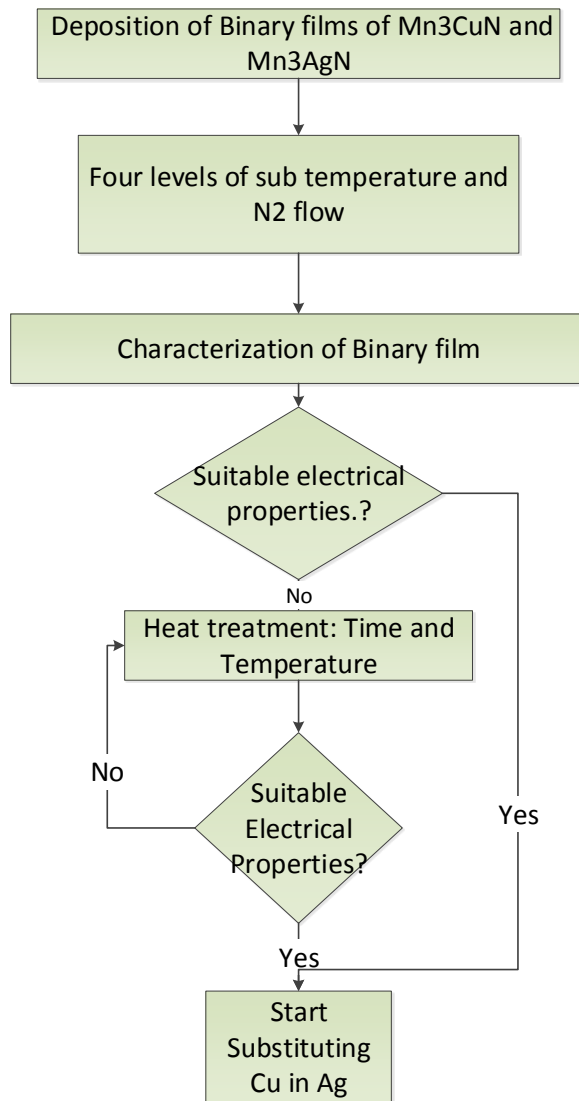 Deposition of Binary films of Mn3CuN and
Mn3AgN
Four levels of sub temperature and
N2 flow
Characterization of Binary film
Suitable electrical
properties.?
No
Heat treatment: Time and
Temperature
No
Suitable
Electrical
Properties?
Yes
Yes
Start
Substituting
Cu in Ag